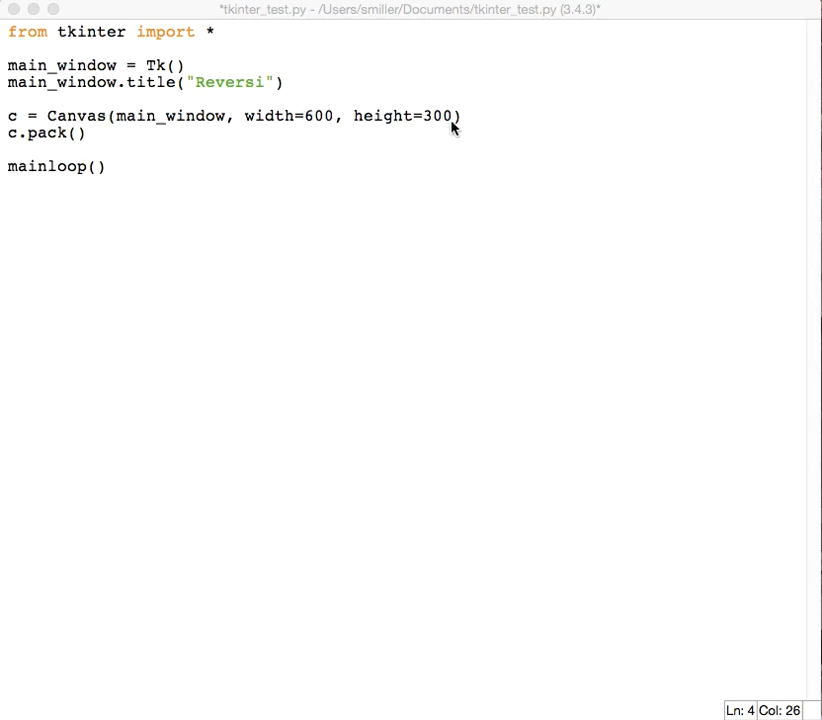 *tkinter_test.py - /Users/smiller/Documents/tkinter_test.py (3.4.3)*
from tkinter import *
main_window = Tk()
main_window.title("Reversi")
c = Canvas(main_window, width=600, height=300)
c.pack()
mainloop()
Ln: 4 Col: 26